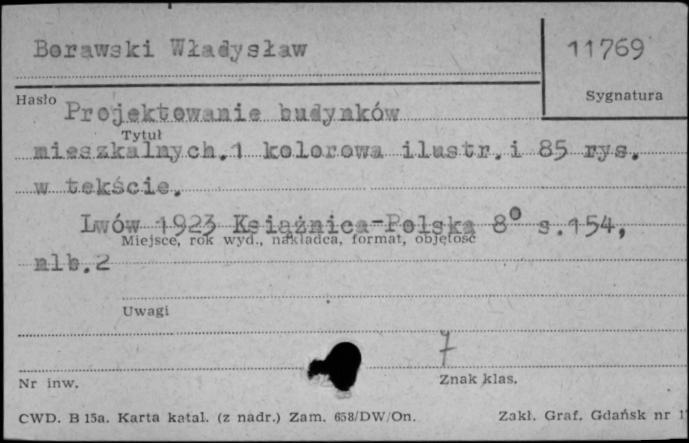 Borawski Władysław
11769
Hasło
Sygnatura
Projektowanie budynków
Tytuł
mieszkalnych.1 kolorowa ilustr.i 85 rys.
w tekście.
Lwów 1923 Książnica-Polska 8° s.154,
Miejsce, rok wyd., nakładca, format, objętość
nlb.2
Uwagi
7
Nr inw.
Znak klas.
CWD. B 15a. Karta katal. (z nadr.) Zam. 658/DW/On.
Zakł. Graf. Gdańsk nr